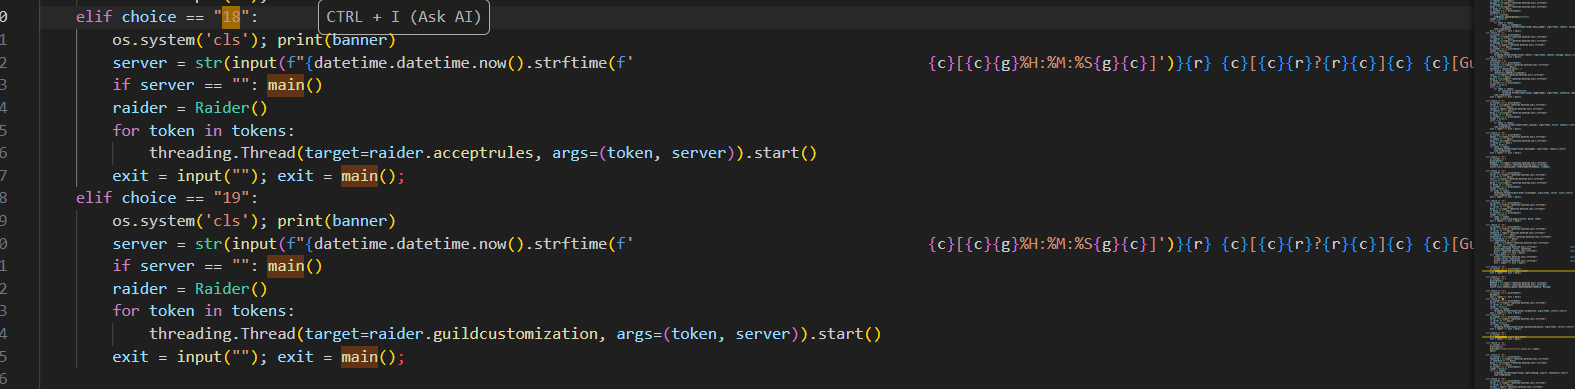 0 elif choice == "18": CTRL + I (Ask AI)
1 os.system('cls'); print(banner)
2 server = str(input(f"{datetime.datetime.now().strftime(f' {c}[{c}{g}%H:%M:%S{g}{c}]')}{r} {c}[{c}{r}?{r}{c}]{c} {c}[Gu
3 if server == "": main()
4 raider = Raider()
5 for token in tokens:
6 threading.Thread(target=raider.acceptrules, args=(token, server)).start()
7 exit = input(""); exit = main();
8 elif choice == "19":
9 os.system('cls'); print(banner)
0 server = str(input(f"{datetime.datetime.now().strftime(f' {c}[{c}{g}%H:%M:%S{g}{c}]')}{r} {c}[{c}{r}?{r}{c}]{c} {c}[Gu
1 if server == "": main()
2 raider = Raider()
3 for token in tokens:
4 threading.Thread(target=raider.guildcustomization, args=(token, server)).start()
5 exit = input(""); exit = main();
6